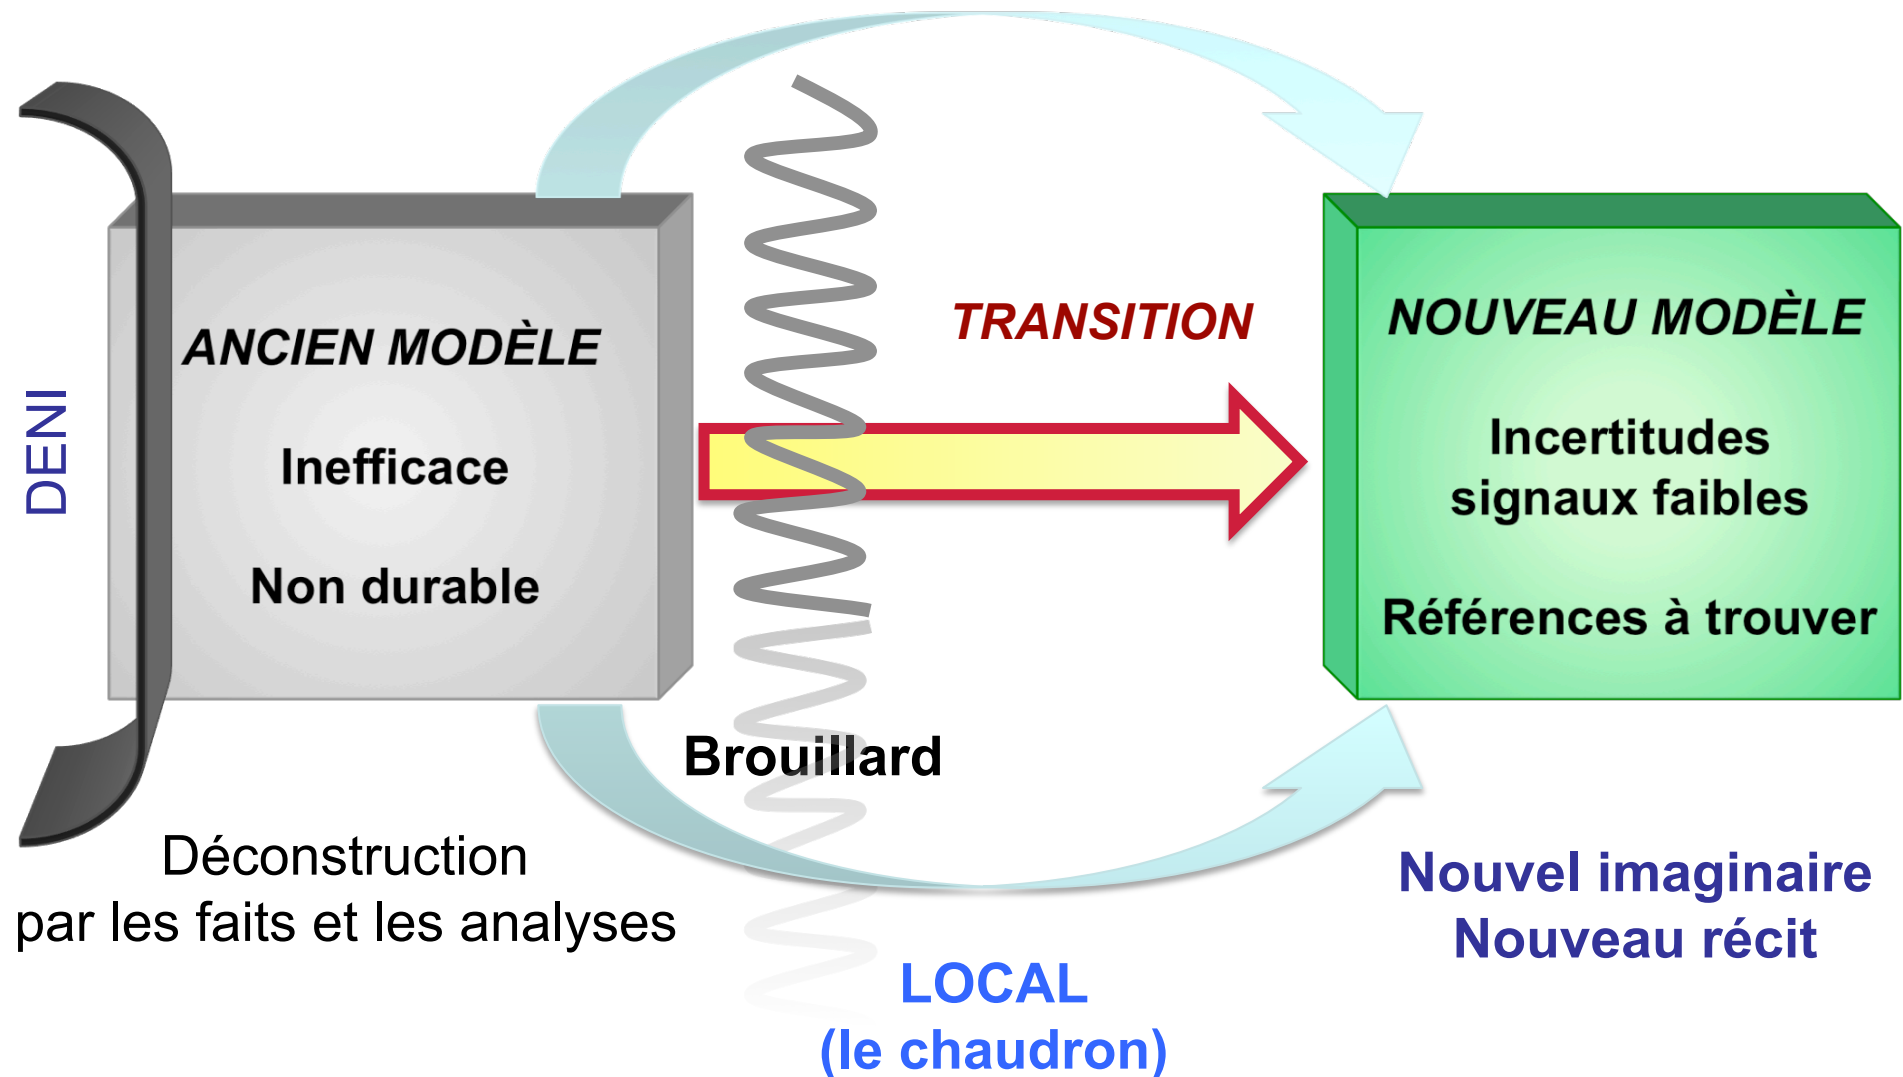 DENI
ANCIEN MODÈLE
Inefficace
Non durable
Déconstruction
par les faits et les analyses
Brouillard
TRANSITION
LOCAL
(le chaudron)
NOUVEAU MODÈLE
Incertitudes
signaux faibles
Références à trouver
Nouvel imaginaire
Nouveau récit